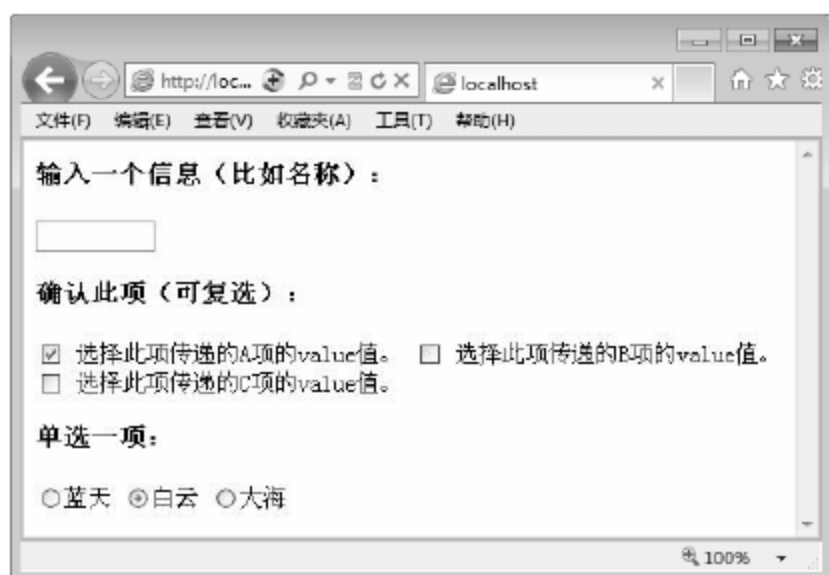 http://loc...
localhost
文件(F) 编辑(E) 查看(V) 收藏夹(A) 工具(T) 帮助(H)
输入一个信息（比如名称）：
确认此项（可复选）：
选择此项传递的A项的value值。 选择此项传递的B项的value值。
选择此项传递的C项的value值。
单选一项：
蓝天 白云 大海
100%